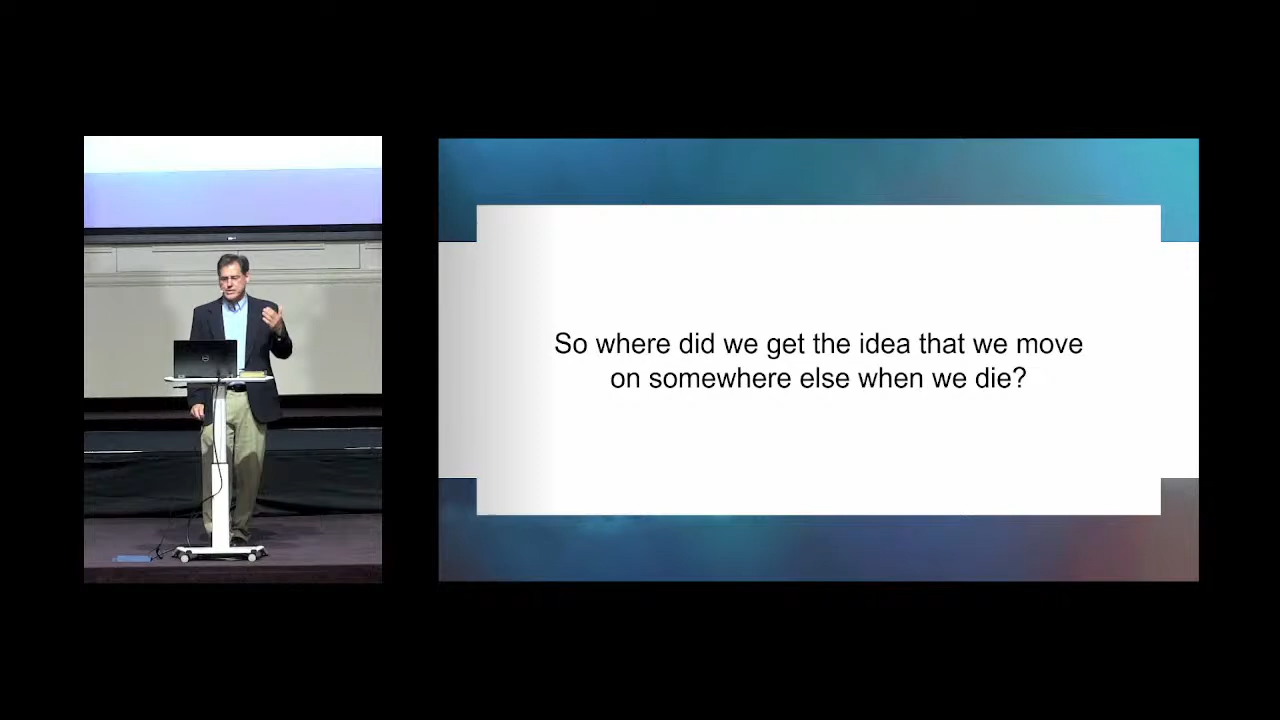 So where did we get the idea that we move
on somewhere else when we die?